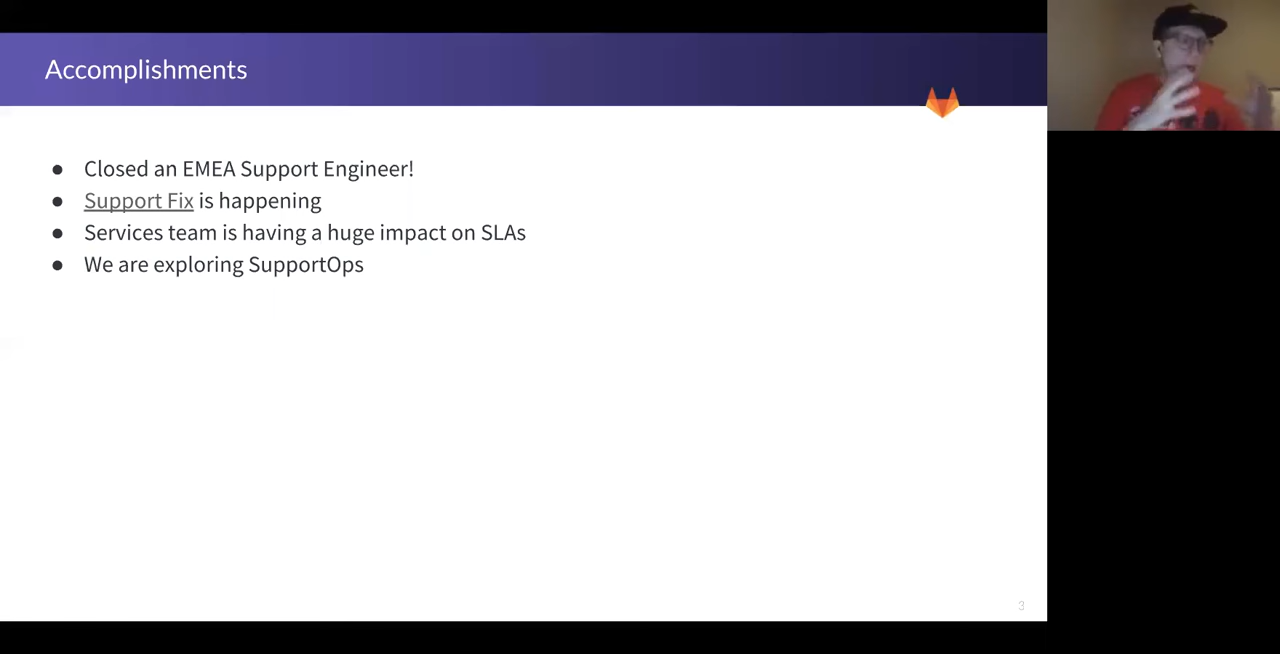 Accomplishments
● Closed an EMEA Support Engineer!
● Support Fix is happening
● Services team is having a huge impact on SLAs
● We are exploring SupportOps
3